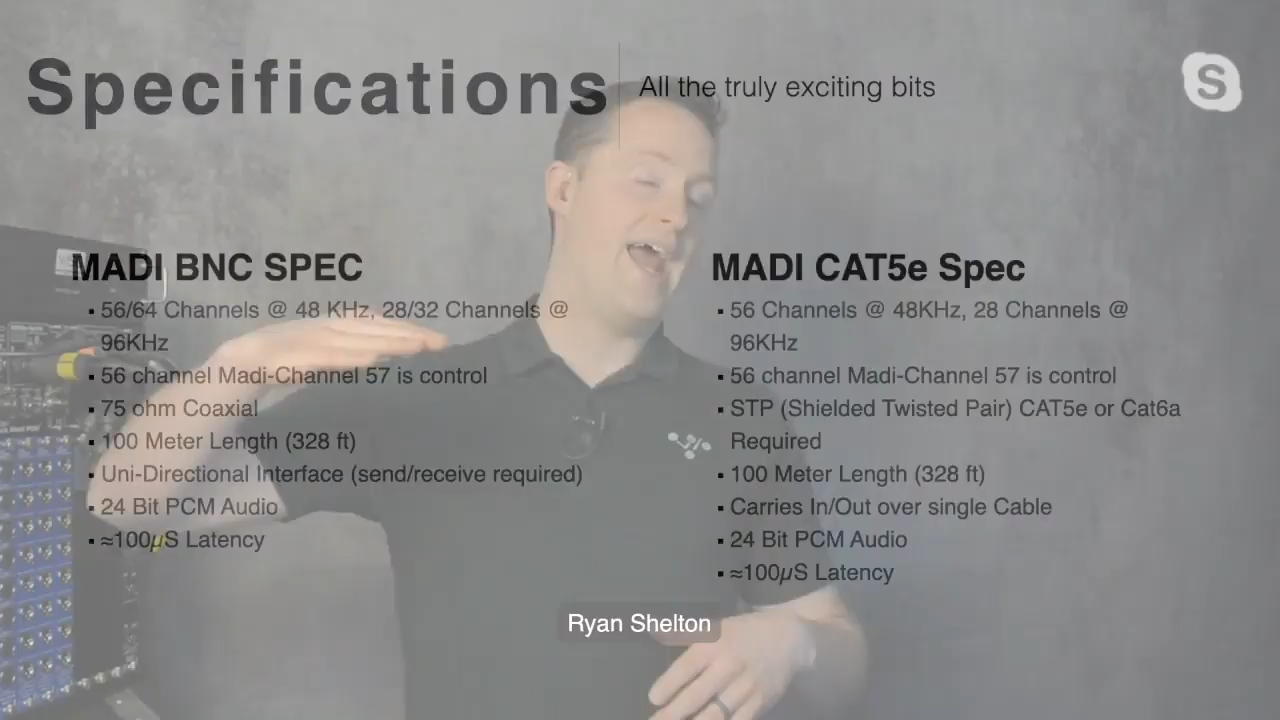 Specifications
All the truly exciting bits
S
MADI BNC SPEC
▪ 56/64 Channels @ 48 KHz, 28/32 Channels @
96KHz
▪ 56 channel Madi-Channel 57 is control
▪ 75 ohm Coaxial
▪ 100 Meter Length (328 ft)
▪ Uni-Directional Interface (send/receive required)
▪ 24 Bit PCM Audio
▪ ≈100µS Latency
MADI CAT5e Spec
▪ 56 Channels @ 48KHz, 28 Channels @
96KHz
▪ 56 channel Madi-Channel 57 is control
▪ STP (Shielded Twisted Pair) CAT5e or Cat6a
Required
▪ 100 Meter Length (328 ft)
▪ Carries In/Out over single Cable
▪ 24 Bit PCM Audio
▪ ≈100µS Latency
Ryan Shelton